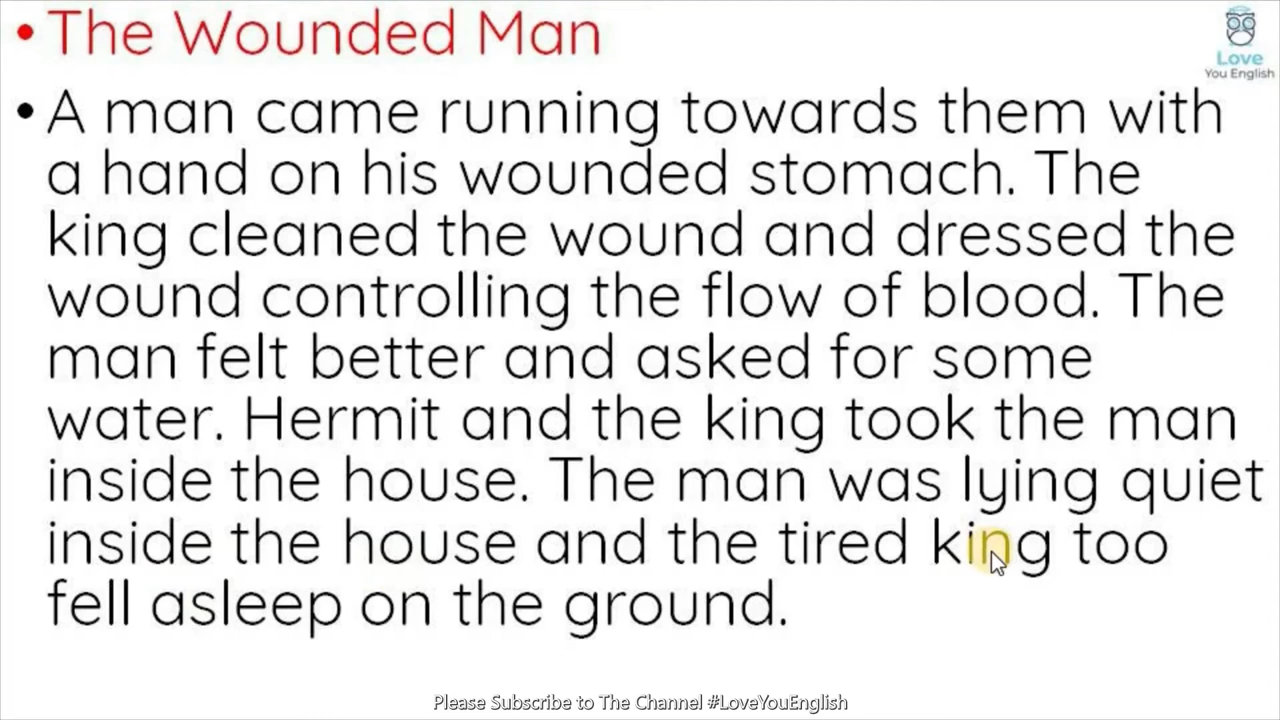 • The Wounded Man
Love
You English
• A man came running towards them with
a hand on his wounded stomach. The
king cleaned the wound and dressed the
wound controlling the flow of blood. The
man felt better and asked for some
water. Hermit and the king took the man
inside the house. The man was lying quiet
inside the house and the tired king too
fell asleep on the ground.
Please Subscribe to The Channel #LoveYouEnglish